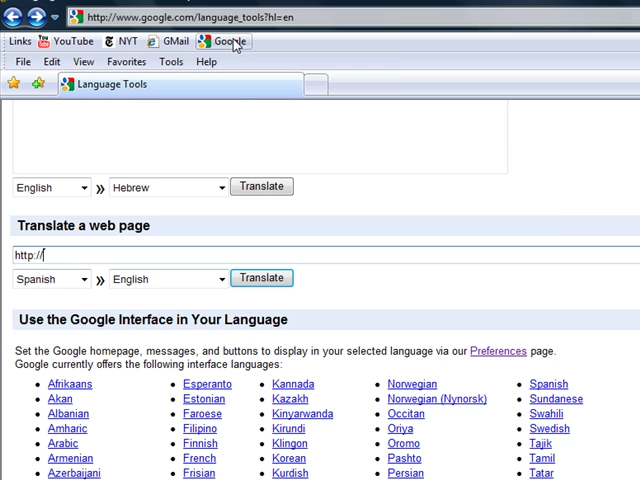 http://www.google.com/language_tools?hl=en
Links YouTube NYT GMail Google
File Edit View Favorites Tools Help
Language Tools
English » Hebrew Translate
Translate a web page
http://
Spanish » English Translate
Use the Google Interface in Your Language
Set the Google homepage, messages, and buttons to display in your selected language via our Preferences page.
Google currently offers the following interface languages:
• Afrikaans • Esperanto • Kannada • Norwegian • Spanish
• Akan • Estonian • Kazakh • Norwegian (Nynorsk) • Sundanese
• Albanian • Faroese • Kinyarwanda • Occitan • Swahili
• Amharic • Filipino • Kirundi • Oriya • Swedish
• Arabic • Finnish • Klingon • Oromo • Tajik
• Armenian • French • Korean • Pashto • Tamil
• Azerbaijani • Frisian • Kurdish • Persian • Tatar